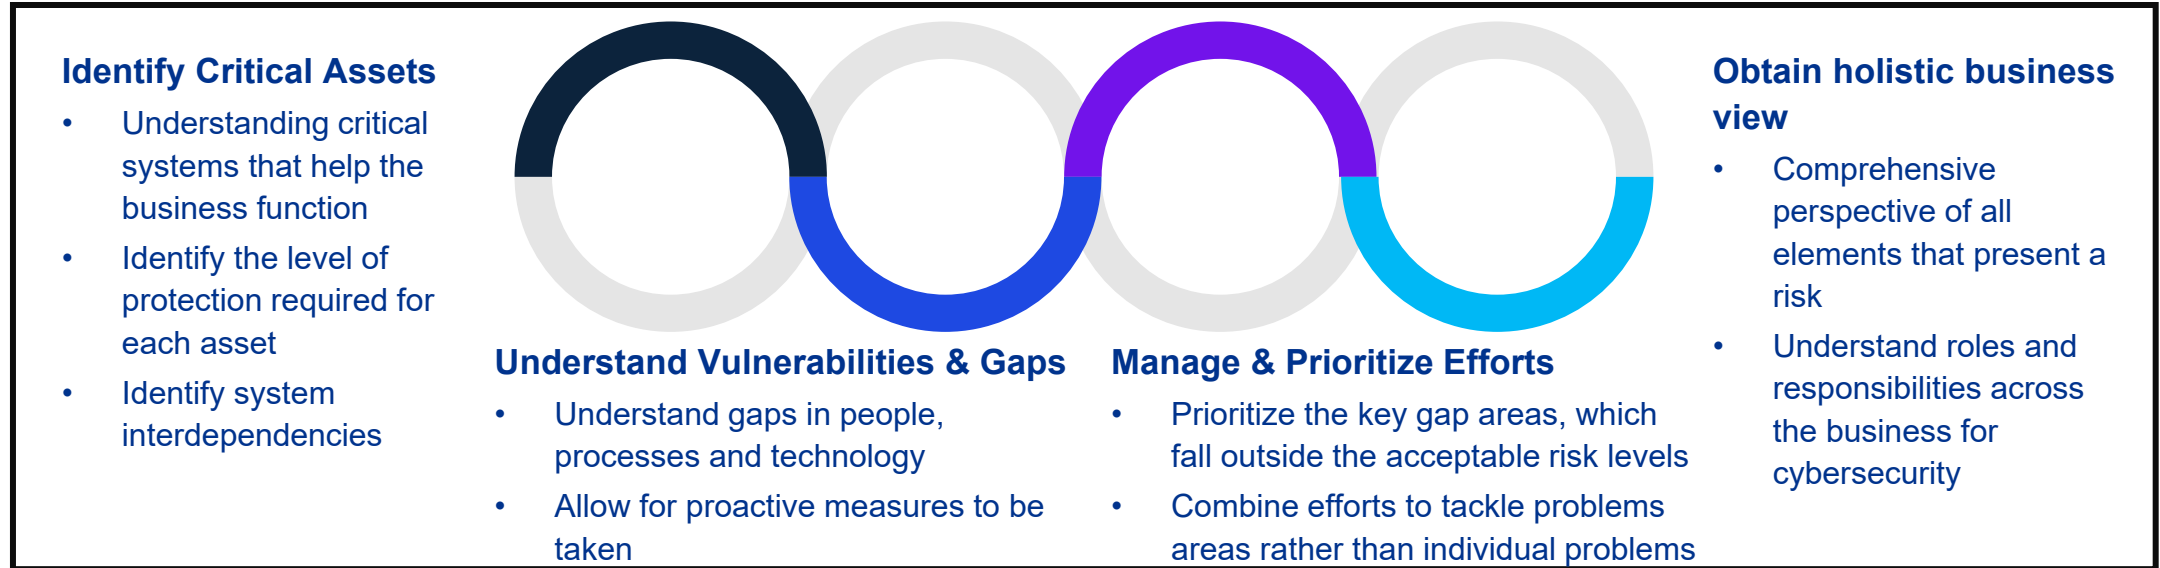 Identify Critical Assets
• Understanding critical
systems that help the
business function
• Identify the level of
protection required for
each asset
• Identify system
interdependencies
Understand Vulnerabilities & Gaps
• Understand gaps in people,
processes and technology
• Allow for proactive measures to be
taken
Manage & Prioritize Efforts
• Prioritize the key gap areas, which
fall outside the acceptable risk levels
• Combine efforts to tackle problems
areas rather than individual problems
Obtain holistic business
view
• Comprehensive
perspective of all
elements that present a
risk
• Understand roles and
responsibilities across
the business for
cybersecurity